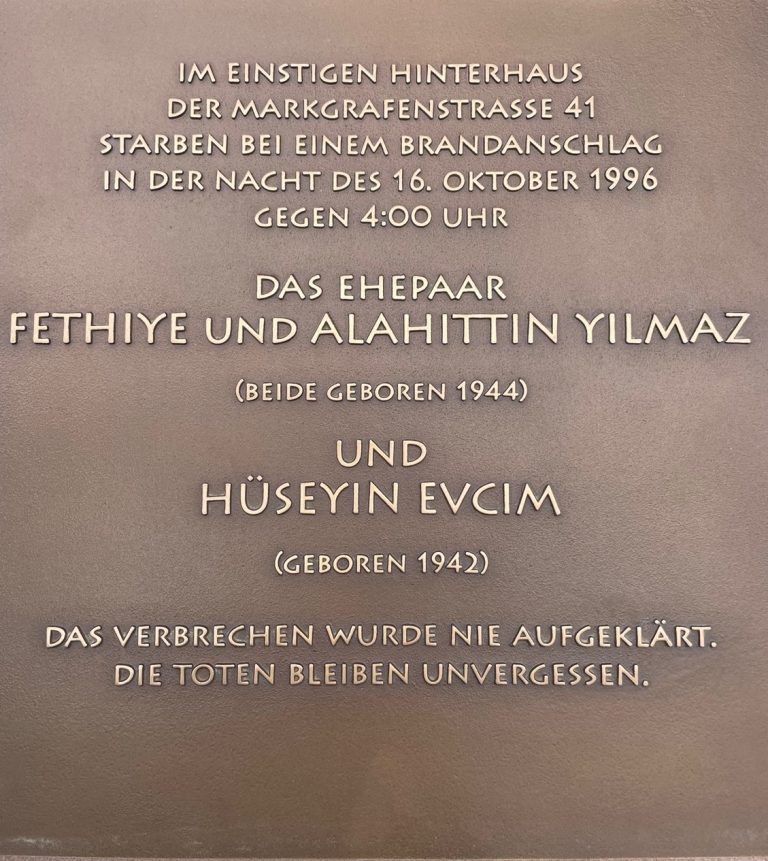 IM EINSTIGEN HINTERHAUS
DER MARKGRAFENSTRASSE 41
STARBEN BEI EINEM BRANDANSCHLAG
IN DER NACHT DES 16. OKTOBER 1996
GEGEN 4:00 UHR
DAS EHEPAAR
FETHIYE UND ALAHITTIN YILMAZ
(BEIDE GEBOREN 1944)
UND
HÜSEYIN EVCIM
(GEBOREN 1942)
DAS VERBRECHEN WURDE NIE AUFGEKLÄRT.
DIE TOTEN BLEIBEN UNVERGESSEN.